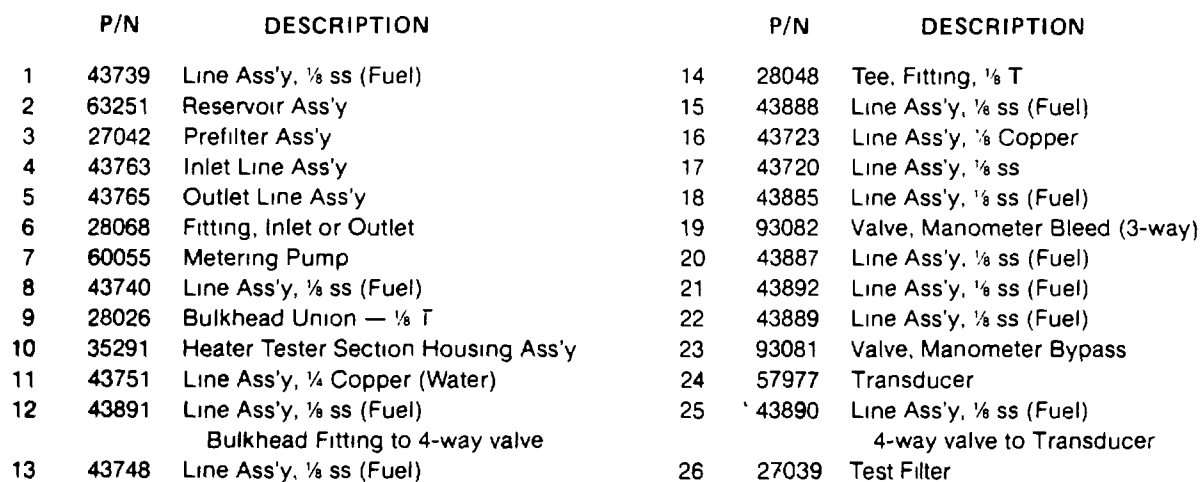 P/N DESCRIPTION
1 43739 Line Ass'y, ⅛ ss (Fuel)
2 63251 Reservoir Ass'y
3 27042 Prefilter Ass'y
4 43763 Inlet Line Ass'y
5 43765 Outlet Line Ass'y
6 28068 Fitting, Inlet or Outlet
7 60055 Metering Pump
8 43740 Line Ass'y, ⅛ ss (Fuel)
9 28026 Bulkhead Union — ⅛ T
10 35291 Heater Tester Section Housing Ass'y
11 43751 Line Ass'y, ¼ Copper (Water)
12 43891 Line Ass'y, ⅛ ss (Fuel)
Bulkhead Fitting to 4-way valve
13 43748 Line Ass'y, ⅛ ss (Fuel)
P/N DESCRIPTION
14 28048 Tee, Fitting, ⅛ T
15 43888 Line Ass'y, ⅛ ss (Fuel)
16 43723 Line Ass'y, ⅛ Copper
17 43720 Line Ass'y, ⅛ ss
18 43885 Line Ass'y, ⅛ ss (Fuel)
19 93082 Valve, Manometer Bleed (3-way)
20 43887 Line Ass'y, ⅛ ss (Fuel)
21 43892 Line Ass'y, ⅛ ss (Fuel)
22 43889 Line Ass'y, ⅛ ss (Fuel)
23 93081 Valve, Manometer Bypass
24 57977 Transducer
25 43890 Line Ass'y, ⅛ ss (Fuel)
4-way valve to Transducer
26 27039 Test Filter